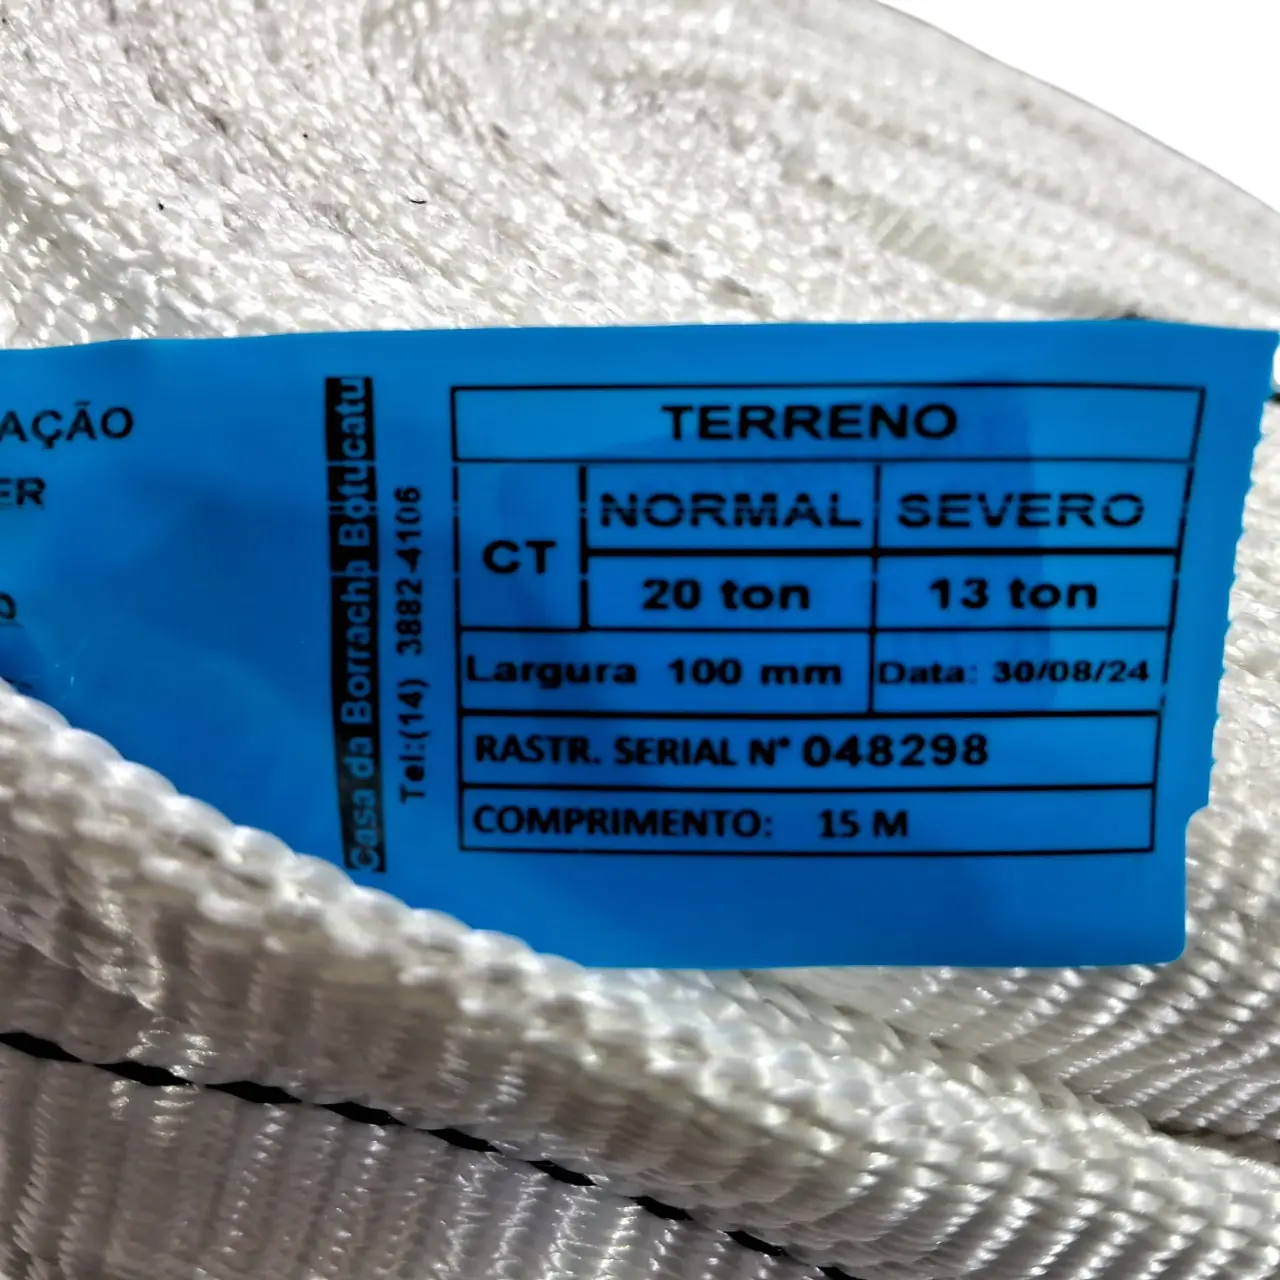 AÇÃO
ER
Casa da Borracha Botucatu
Tel:(14) 3882-4106
TERRENO
CT
NORMAL SEVERO
20 ton 13 ton
Largura 100 mm Data: 30/08/24
RASTR. SERIAL N° 048298
COMPRIMENTO: 15 M